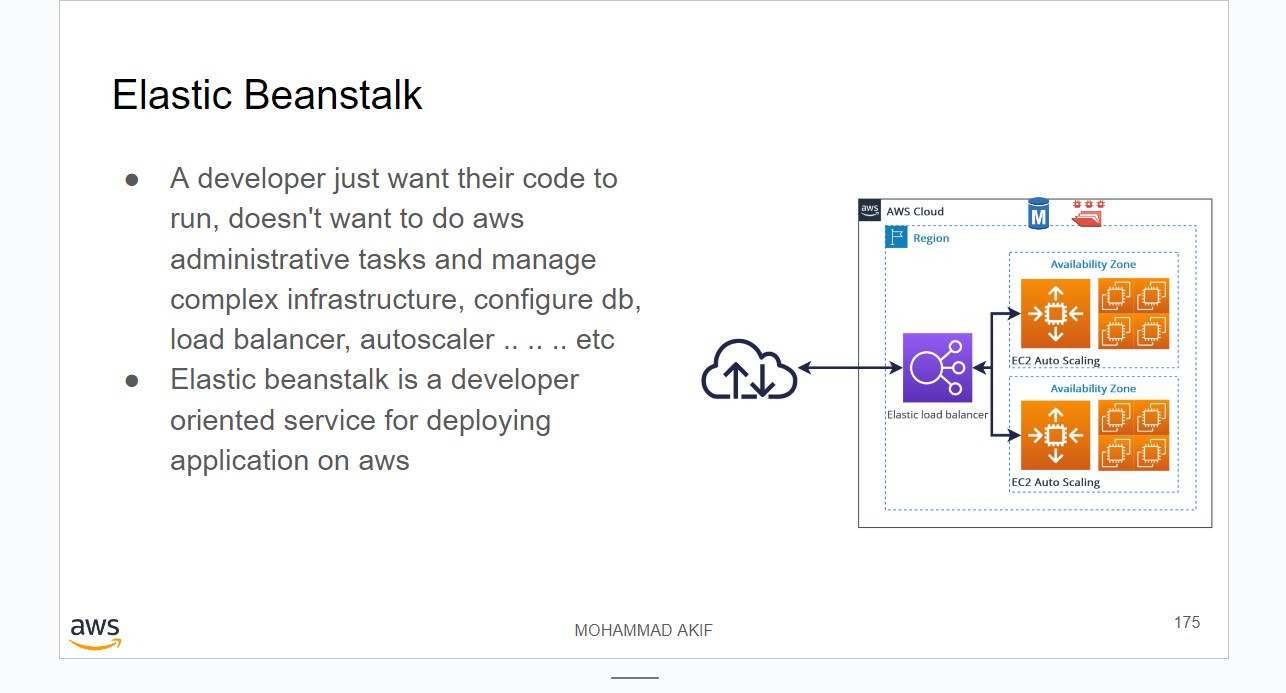 Elastic Beanstalk
● A developer just want their code to
run, doesn't want to do aws
administrative tasks and manage
complex infrastructure, configure db,
load balancer, autoscaler .. .. .. etc
● Elastic beanstalk is a developer
oriented service for deploying
application on aws
aws
AWS Cloud
M
Region
Availability Zone
EC2 Auto Scaling
Elastic load balancer
Availability Zone
EC2 Auto Scaling
aws
MOHAMMAD AKIF
175